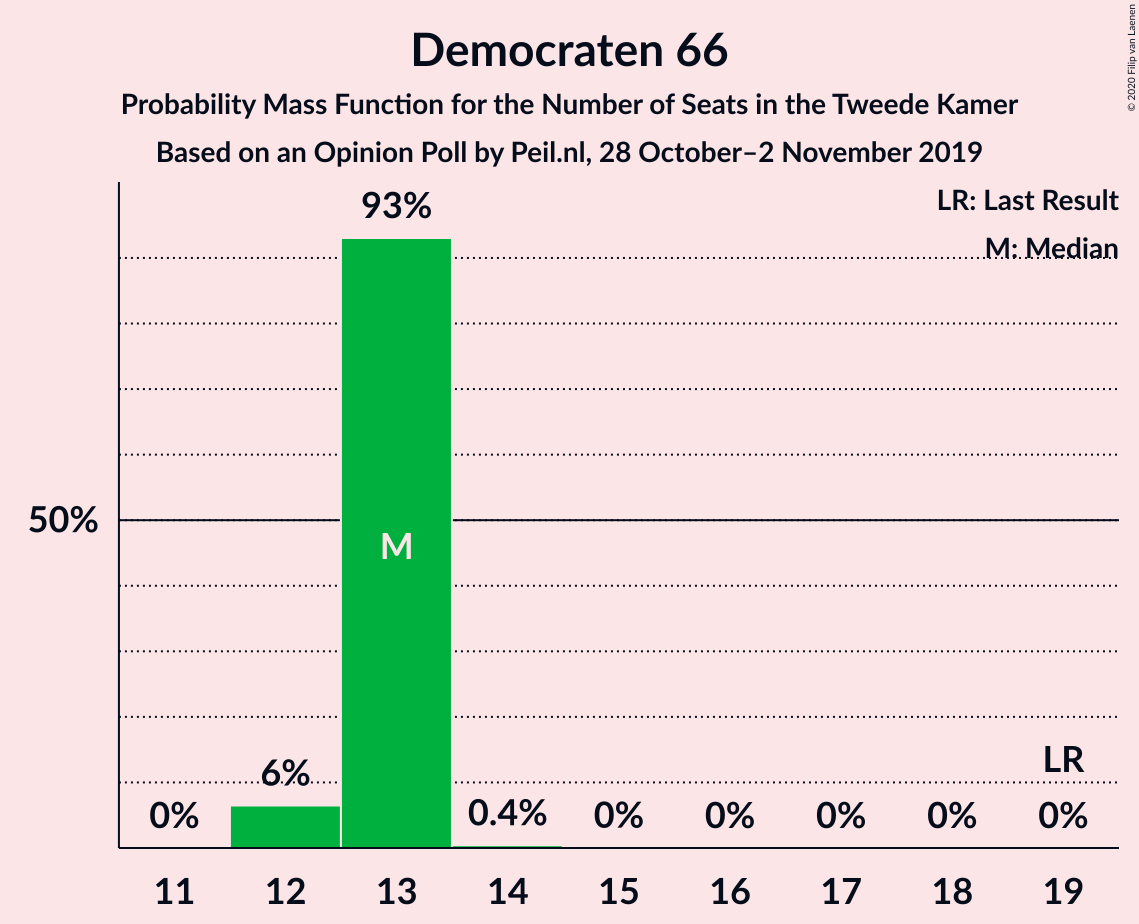 Democraten 66
Probability Mass Function for the Number of Seats in the Tweede Kamer
Based on an Opinion Poll by Peil.nl, 28 October–2 November 2019
© 2020 Filip van Laenen
LR: Last Result
M: Median
93%
50%
M
6%
LR
0%
0.4%
0%
0%
0%
0%
0%
11 12 13 14 15 16 17 18 19